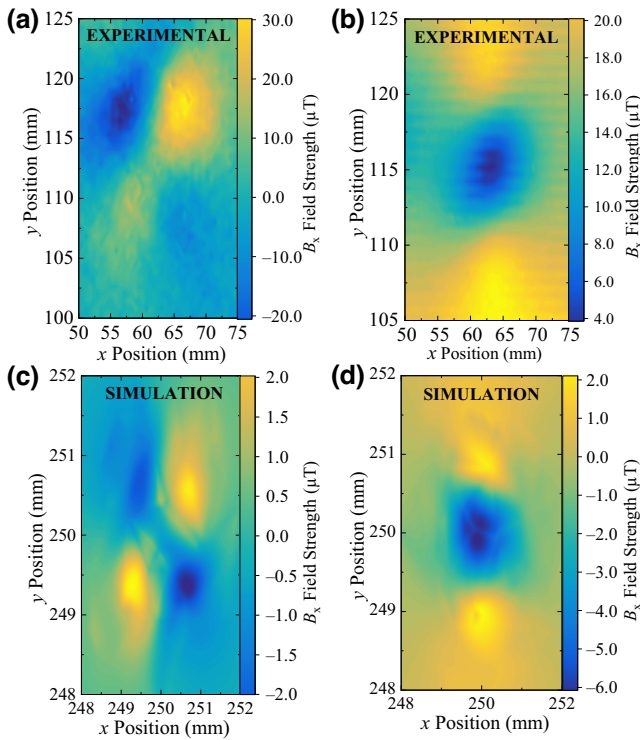 (a)
EXPERIMENTAL
125
120
115
110
105
100
y Position (mm)
50 55 60 65 70 75
x Position (mm)
30.0
20.0
10.0
0.0
−10.0
−20.0
Bx Field Strength (µT)
(b)
EXPERIMENTAL
125
120
115
110
105
y Position (mm)
50 55 60 65 70 75
x Position (mm)
20.0
18.0
16.0
14.0
12.0
10.0
8.0
6.0
4.0
Bx Field Strength (µT)
(c)
SIMULATION
252
251
250
249
248
y Position (mm)
248 249 250 251 252
x Position (mm)
2.0
1.5
1.0
0.5
0.0
−0.5
−1.0
−1.5
−2.0
Bx Field Strength (µT)
(d)
SIMULATION
252
251
250
249
248
y Position (mm)
248 250 252
x Position (mm)
2.0
1.0
0.0
−1.0
−2.0
−3.0
−4.0
−5.0
−6.0
Bx Field Strength (µT)